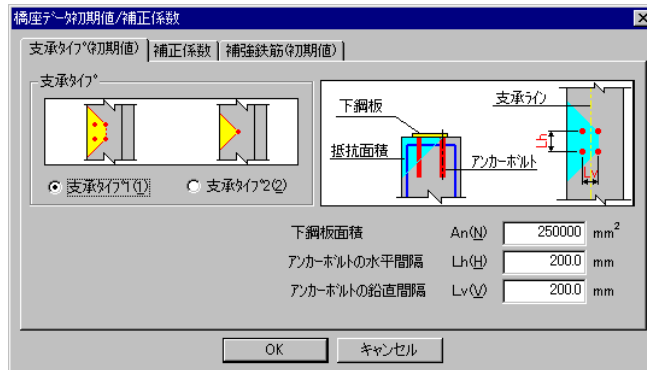 橋座データ初期値/補正係数
支承タイプ(初期値)
補正係数
補強鉄筋(初期値)
支承タイプ
支承タイプ1(1)
支承タイプ2(2)
下鋼板
抵抗面積
アンカーボルト
支承ライン
Lh
Lv
下鋼板面積 An(N) 250000 mm2
アンカーボルトの水平間隔 Lh(H) 200.0 mm
アンカーボルトの鉛直間隔 Lv(V) 200.0 mm
OK
キャンセル